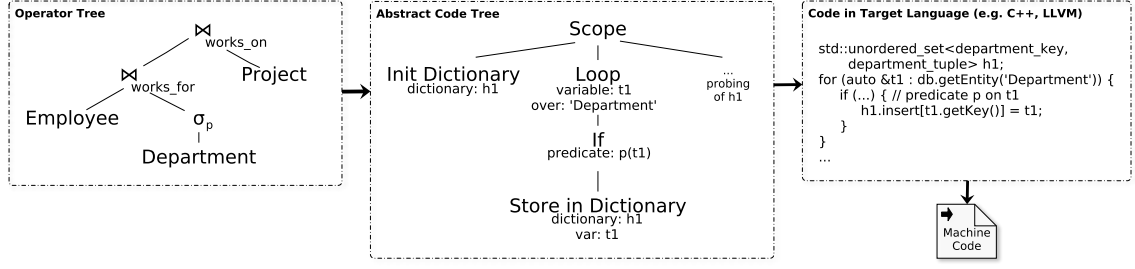 Operator Tree
⋈
works_on
⋈
works_for
Project
Employee
σp
Department
Abstract Code Tree
Scope
Init Dictionary
dictionary: h1
Loop
variable: t1
over: 'Department'
...
probing
of h1
If
predicate: p(t1)
Store in Dictionary
dictionary: h1
var: t1
Code in Target Language (e.g. C++, LLVM)
std::unordered_set<department_key,
department_tuple> h1;
for (auto &t1 : db.getEntity('Department')) {
if (...) { // predicate p on t1
h1.insert[t1.getKey()] = t1;
}
}
...
Machine
Code